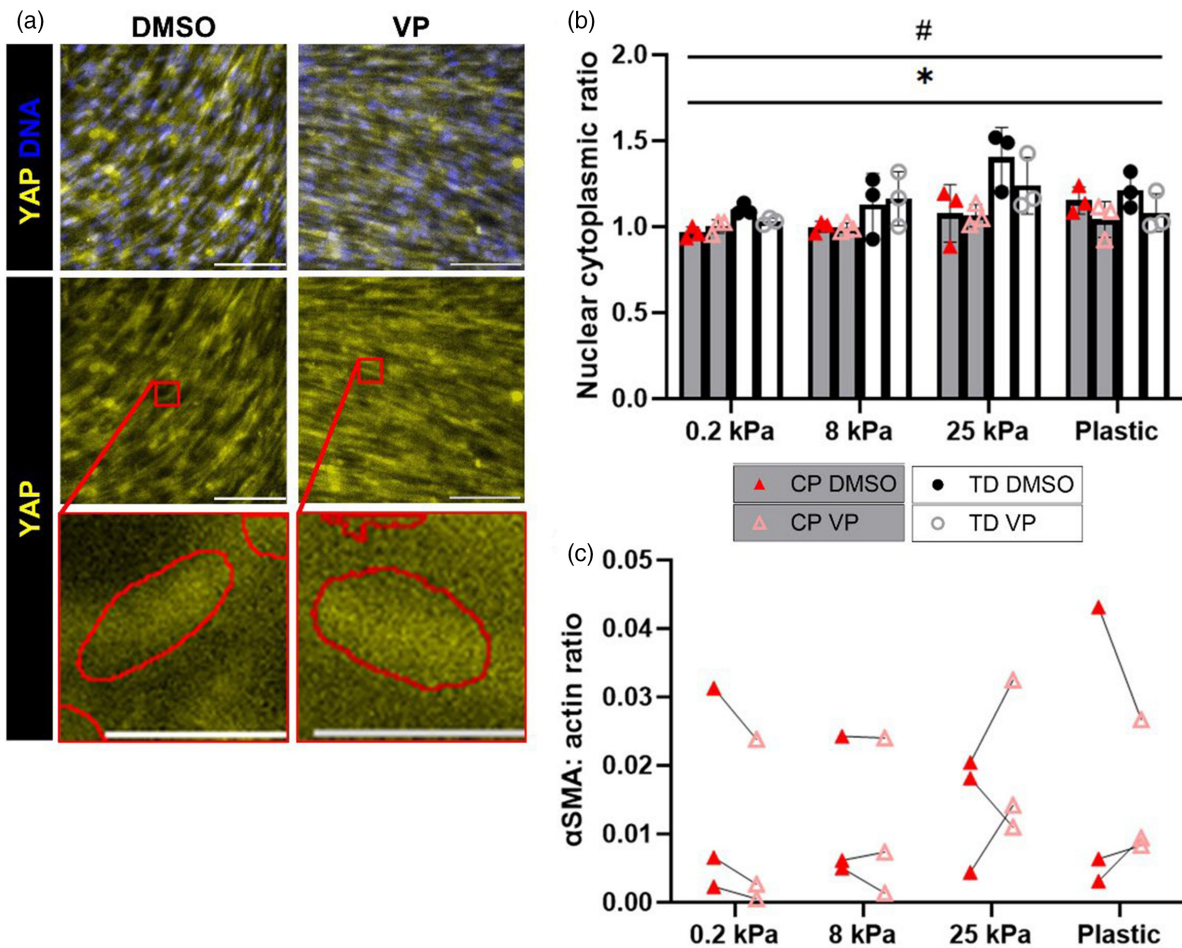 (a)
DMSO
VP
YAP DNA
YAP
(b)
#
*
Nuclear cytoplasmic ratio
2.0
1.5
1.0
0.5
0.0
0.2 kPa
8 kPa
25 kPa
Plastic
CP DMSO
TD DMSO
CP VP
TD VP
(c)
αSMA: actin ratio
0.05
0.04
0.03
0.02
0.01
0.00
0.2 kPa
8 kPa
25 kPa
Plastic